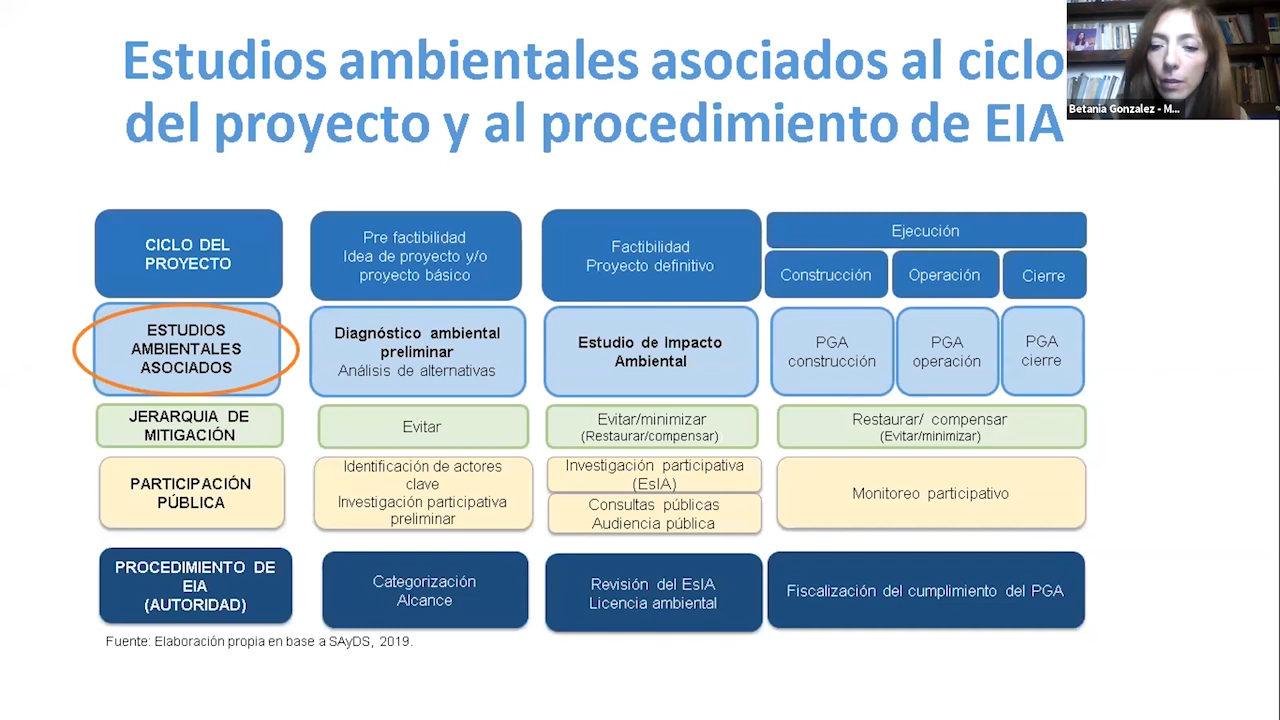 Estudios ambientales asociados al ciclo
del proyecto y al procedimiento de EIA
Betania Gonzalez - M...
CICLO DEL
PROYECTO
Pre factibilidad
Idea de proyecto y/o
proyecto básico
Factibilidad
Proyecto definitivo
Ejecución
Construcción
Operación
Cierre
ESTUDIOS
AMBIENTALES
ASOCIADOS
Diagnóstico ambiental
preliminar
Análisis de alternativas
Estudio de Impacto
Ambiental
PGA
construcción
PGA
operación
PGA
cierre
JERARQUIA DE
MITIGACIÓN
Evitar
Evitar/minimizar
(Restaurar/compensar)
Restaurar/ compensar
(Evitar/minimizar)
PARTICIPACIÓN
PÚBLICA
Identificación de actores
clave
Investigación participativa
preliminar
Investigación participativa
(EsIA)
Consultas públicas
Audiencia pública
Monitoreo participativo
PROCEDIMIENTO DE
EIA
(AUTORIDAD)
Categorización
Alcance
Revisión del EsIA
Licencia ambiental
Fiscalización del cumplimiento del PGA
Fuente: Elaboración propia en base a SAyDS, 2019.